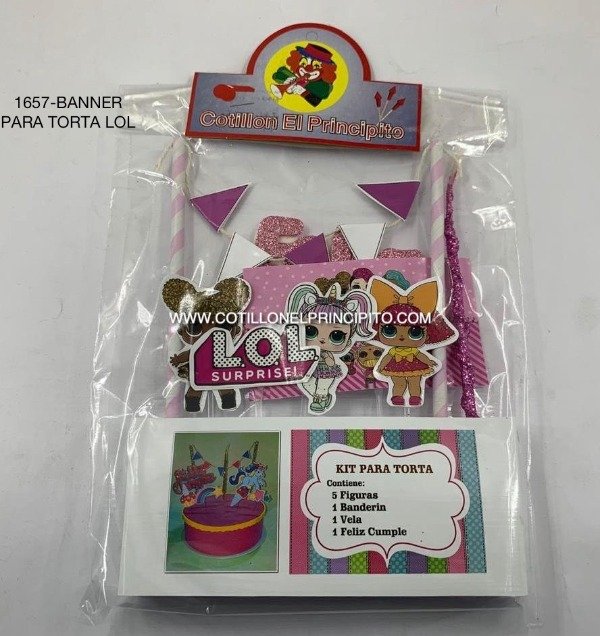 1657-BANNER
PARA TORTA LOL
Cotillon El Principito
WWW.COTILLONELPRINCIPITO.COM
L.O.L
SURPRISE!
KIT PARA TORTA
Contiene:
5 Figuras
1 Banderin
1 Vela
1 Feliz Cumple